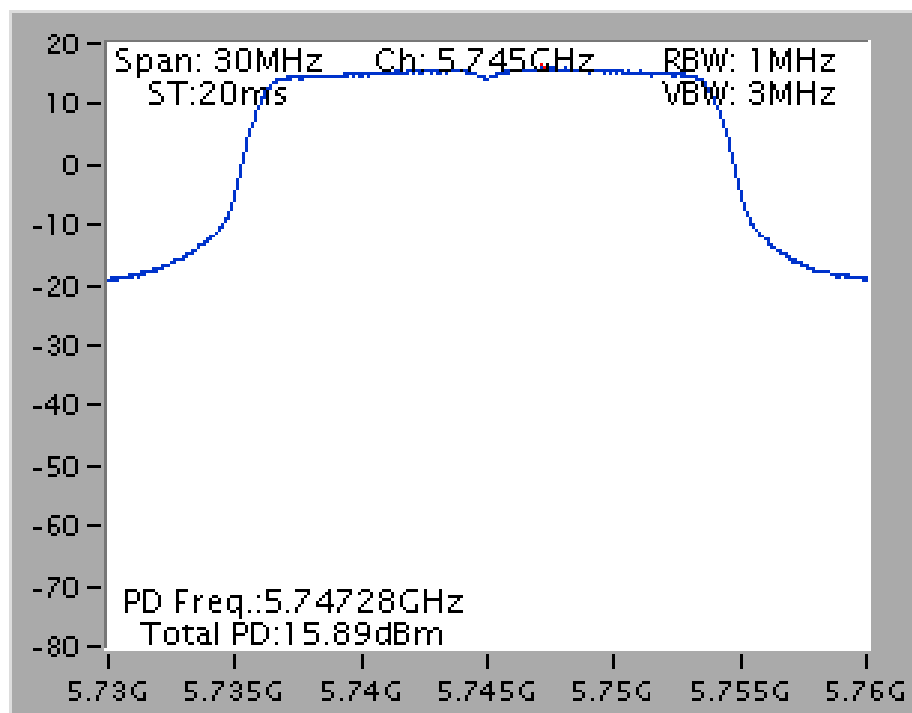 Span: 30MHz Ch: 5.745GHz RBW: 1MHz
ST:20ms VBW: 3MHz
20
10
0
-10
-20
-30
-40
-50
-60
-70
-80
PD Freq.:5.74728GHz
Total PD:15.89dBm
5.73G 5.735G 5.74G 5.745G 5.75G 5.755G 5.76G